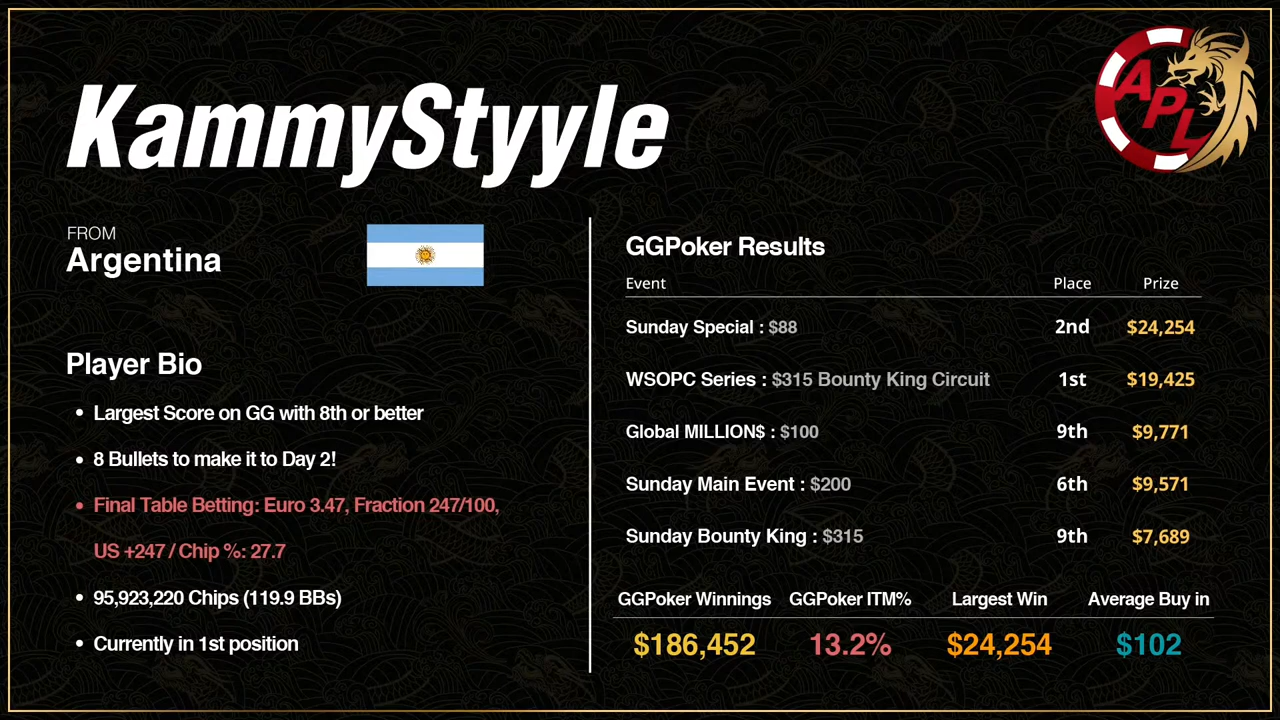 KammyStyyle
APL
FROM
Argentina
Player Bio
• Largest Score on GG with 8th or better
• 8 Bullets to make it to Day 2!
• Final Table Betting: Euro 3.47, Fraction 247/100,
US +247 / Chip %: 27.7
• 95,923,220 Chips (119.9 BBs)
• Currently in 1st position
GGPoker Results
Event Place Prize
Sunday Special : $88 2nd $24,254
WSOPC Series : $315 Bounty King Circuit 1st $19,425
Global MILLION$ : $100 9th $9,771
Sunday Main Event : $200 6th $9,571
Sunday Bounty King : $315 9th $7,689
GGPoker Winnings GGPoker ITM% Largest Win Average Buy in
$186,452 13.2% $24,254 $102